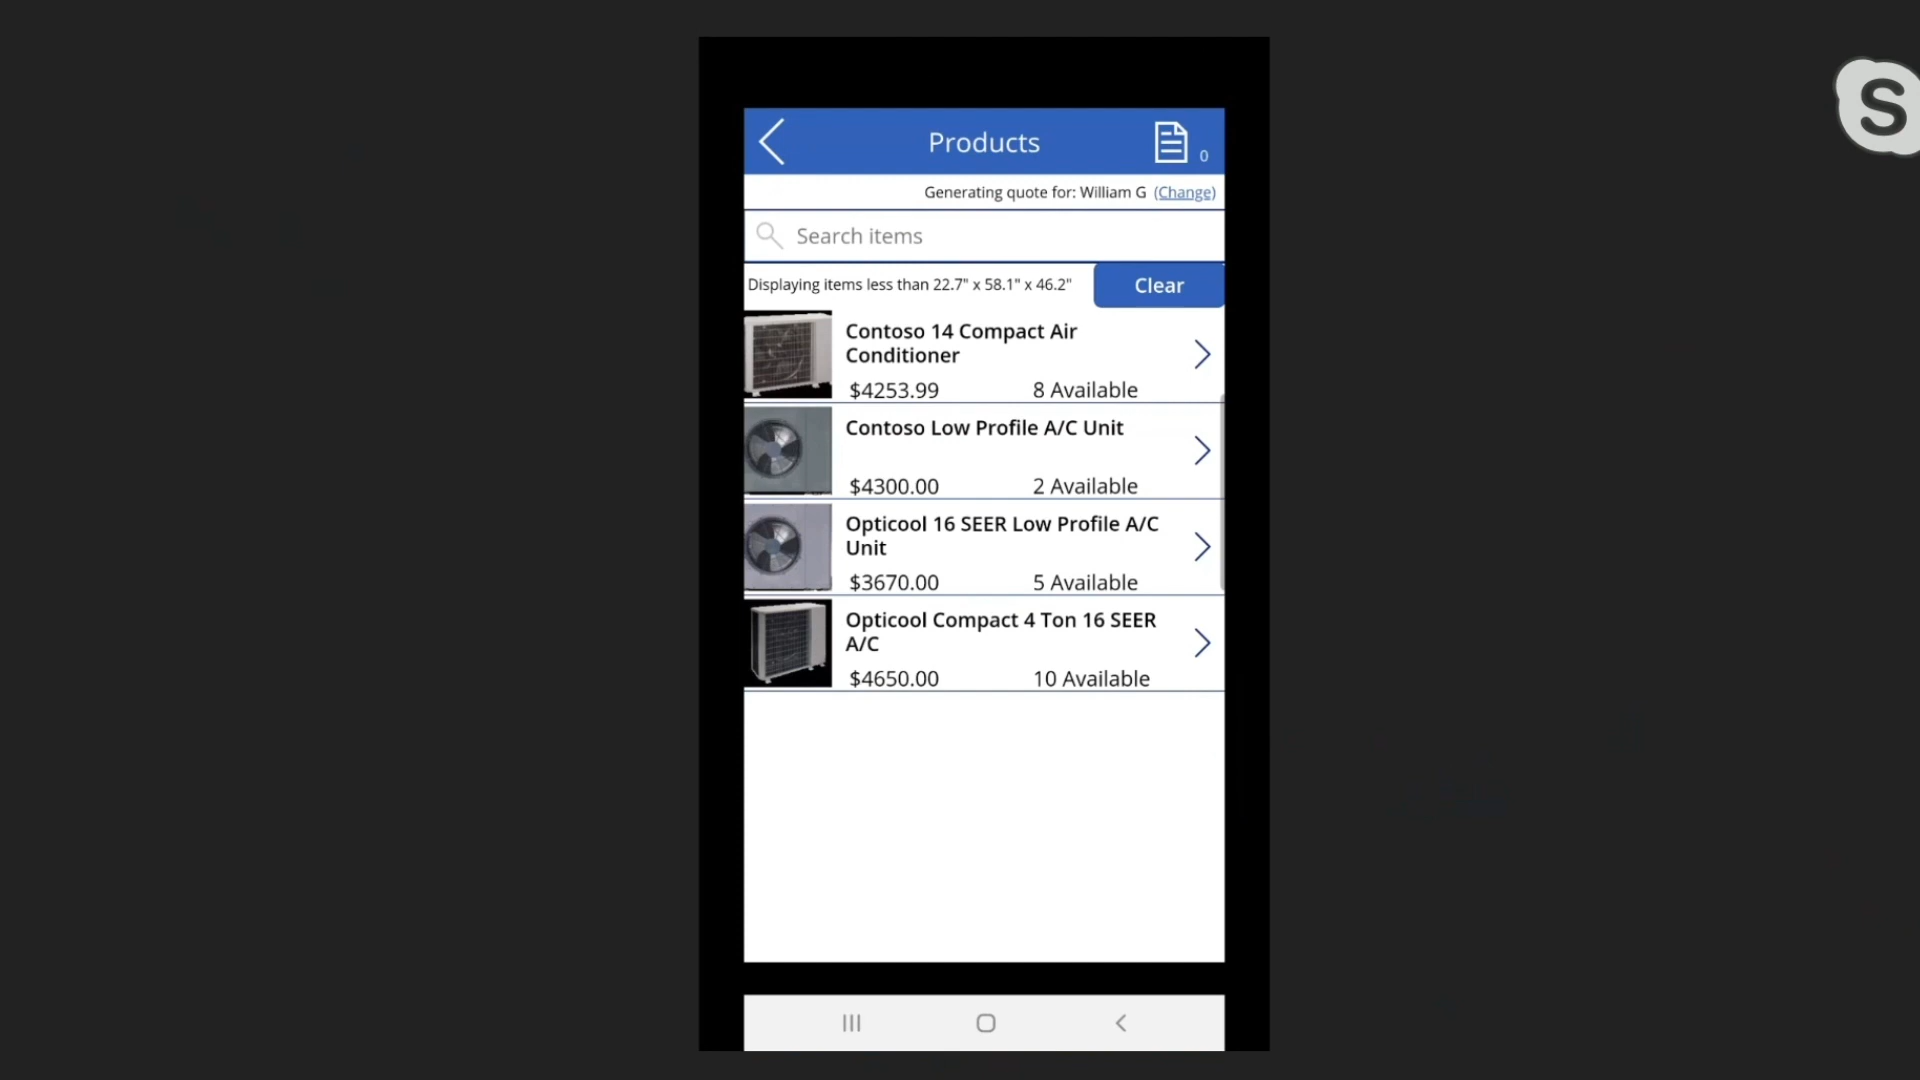 Products
0
Generating quote for: William G (Change)
Search items
Displaying items less than 22.7" x 58.1" x 46.2"
Clear
Contoso 14 Compact Air
Conditioner
$4253.99 8 Available
Contoso Low Profile A/C Unit
$4300.00 2 Available
Opticool 16 SEER Low Profile A/C
Unit
$3670.00 5 Available
Opticool Compact 4 Ton 16 SEER
A/C
$4650.00 10 Available
S